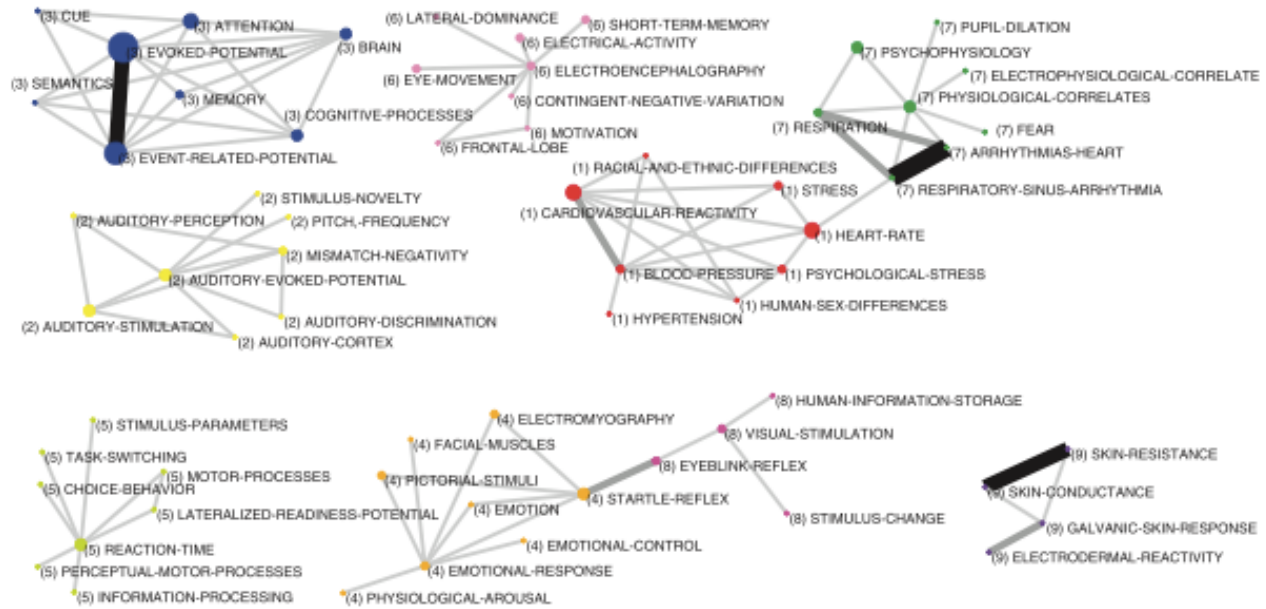 (3) CUE
(3) ATTENTION
(3) EVOKED-POTENTIAL
(3) BRAIN
(3) SEMANTICS
(3) MEMORY
(3) COGNITIVE-PROCESSES
(3) EVENT-RELATED-POTENTIAL
(6) LATERAL-DOMINANCE
(6) SHORT-TERM-MEMORY
(6) ELECTRICAL-ACTIVITY
(6) EYE-MOVEMENT
(6) ELECTROENCEPHALOGRAPHY
(6) CONTINGENT-NEGATIVE-VARIATION
(6) MOTIVATION
(6) FRONTAL-LOBE
(7) PUPIL-DILATION
(7) PSYCHOPHYSIOLOGY
(7) ELECTROPHYSIOLOGICAL-CORRELATE
(7) PHYSIOLOGICAL-CORRELATES
(7) RESPIRATION
(7) FEAR
(7) ARRHYTHMIAS-HEART
(7) RESPIRATORY-SINUS-ARRHYTHMIA
(1) RACIAL-AND-ETHNIC-DIFFERENCES
(1) STRESS
(1) CARDIOVASCULAR-REACTIVITY
(1) HEART-RATE
(1) BLOOD-PRESSURE
(1) PSYCHOLOGICAL-STRESS
(1) HUMAN-SEX-DIFFERENCES
(1) HYPERTENSION
(2) STIMULUS-NOVELTY
(2) AUDITORY-PERCEPTION
(2) PITCH,-FREQUENCY
(2) MISMATCH-NEGATIVITY
(2) AUDITORY-EVOKED-POTENTIAL
(2) AUDITORY-STIMULATION
(2) AUDITORY-DISCRIMINATION
(2) AUDITORY-CORTEX
(5) STIMULUS-PARAMETERS
(5) TASK-SWITCHING
(5) MOTOR-PROCESSES
(5) CHOICE-BEHAVIOR
(5) LATERALIZED-READINESS-POTENTIAL
(5) REACTION-TIME
(5) PERCEPTUAL-MOTOR-PROCESSES
(5) INFORMATION-PROCESSING
(4) ELECTROMYOGRAPHY
(4) FACIAL-MUSCLES
(4) PICTORIAL-STIMULI
(4) STARTLE-REFLEX
(4) EMOTION
(4) EMOTIONAL-CONTROL
(4) EMOTIONAL-RESPONSE
(4) PHYSIOLOGICAL-AROUSAL
(8) HUMAN-INFORMATION-STORAGE
(8) VISUAL-STIMULATION
(8) EYEBLINK-REFLEX
(8) STIMULUS-CHANGE
(9) SKIN-RESISTANCE
(9) SKIN-CONDUCTANCE
(9) GALVANIC-SKIN-RESPONSE
(9) ELECTRODERMAL-REACTIVITY